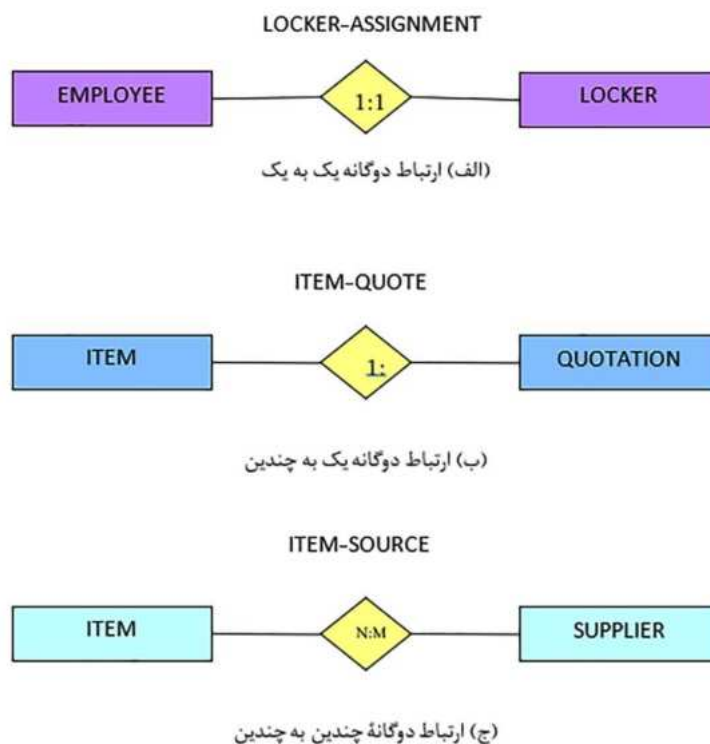 LOCKER-ASSIGNMENT
EMPLOYEE 1:1 LOCKER
(الف) ارتباط دوگانه یک به یک
ITEM-QUOTE
ITEM 1: QUOTATION
(ب) ارتباط دوگانه یک به چندین
ITEM-SOURCE
ITEM N:M SUPPLIER
(ج) ارتباط دوگانهٔ چندین به چندین